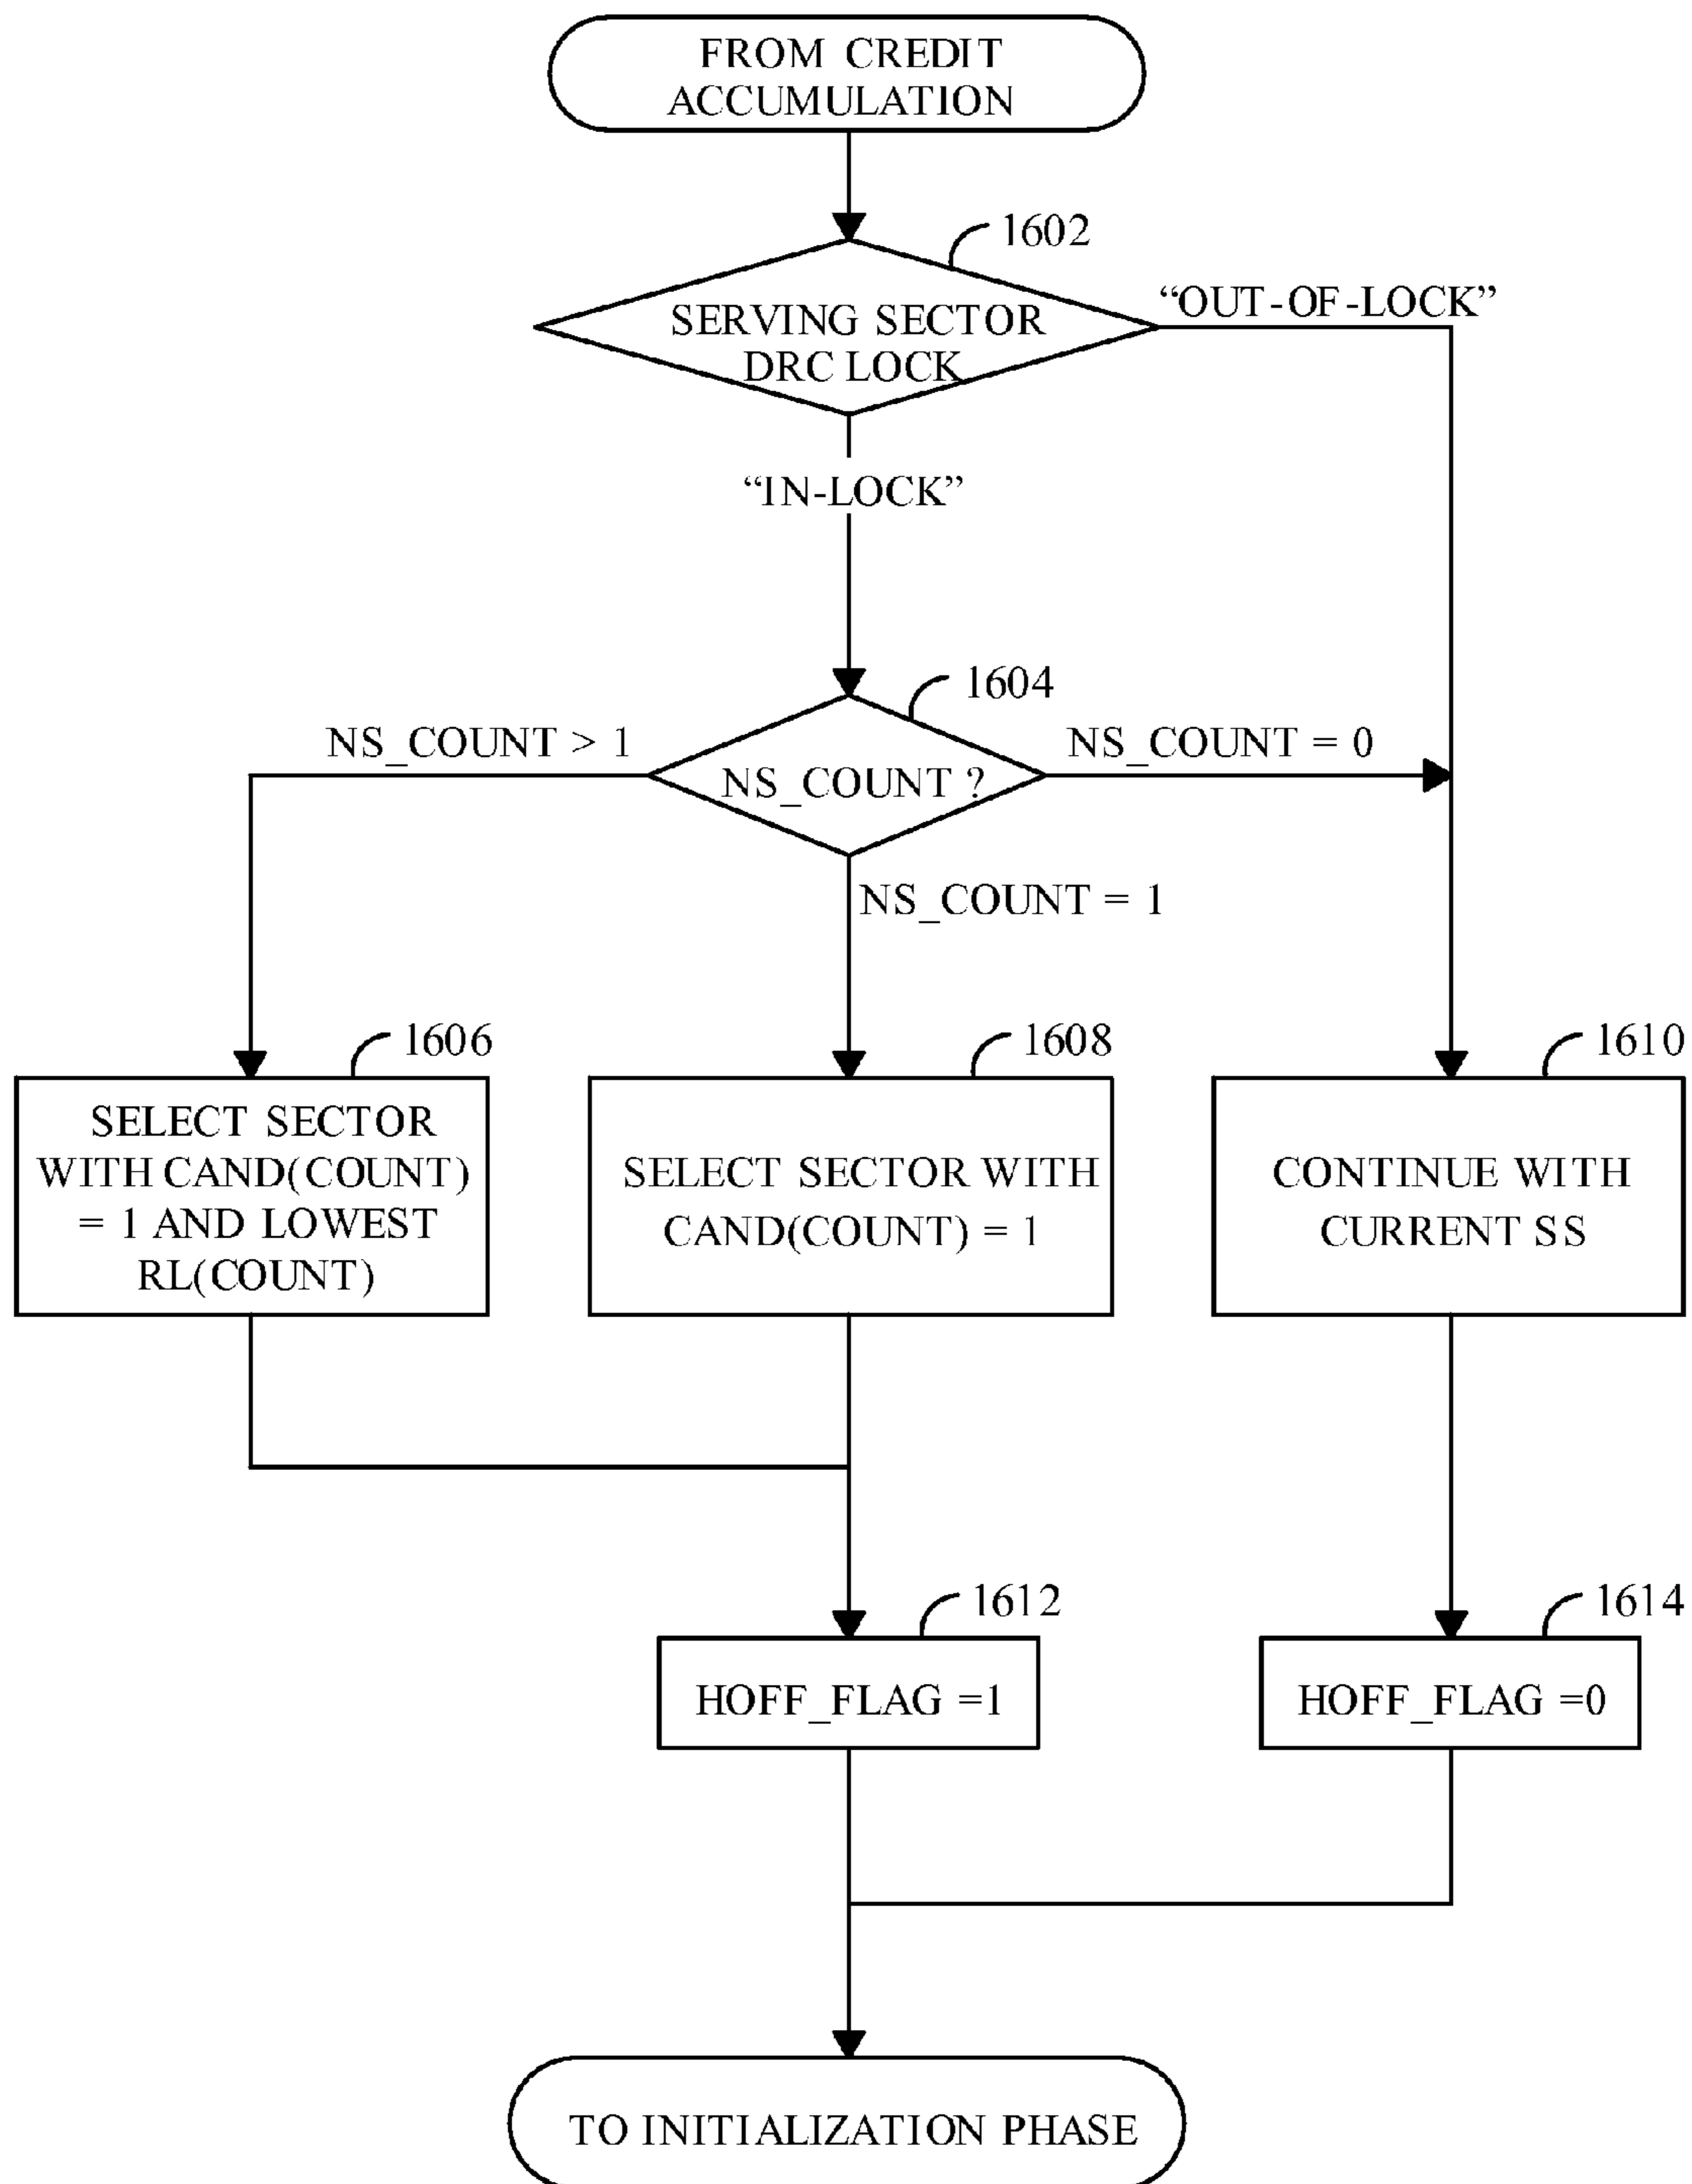 FROM CREDIT
ACCUMULATION
1602
"OUT-OF-LOCK"
SERVING SECTOR
DRC LOCK
"IN-LOCK"
1604
NS_COUNT > 1
NS_COUNT = 0
NS_COUNT ?
NS_COUNT = 1
1606
1608
1610
SELECT SECTOR
WITH CAND(COUNT)
= 1 AND LOWEST
RL(COUNT)
SELECT SECTOR WITH
CAND(COUNT) = 1
CONTINUE WITH
CURRENT SS
1612
1614
HOFF_FLAG =1
HOFF_FLAG =0
TO INITIALIZATION PHASE